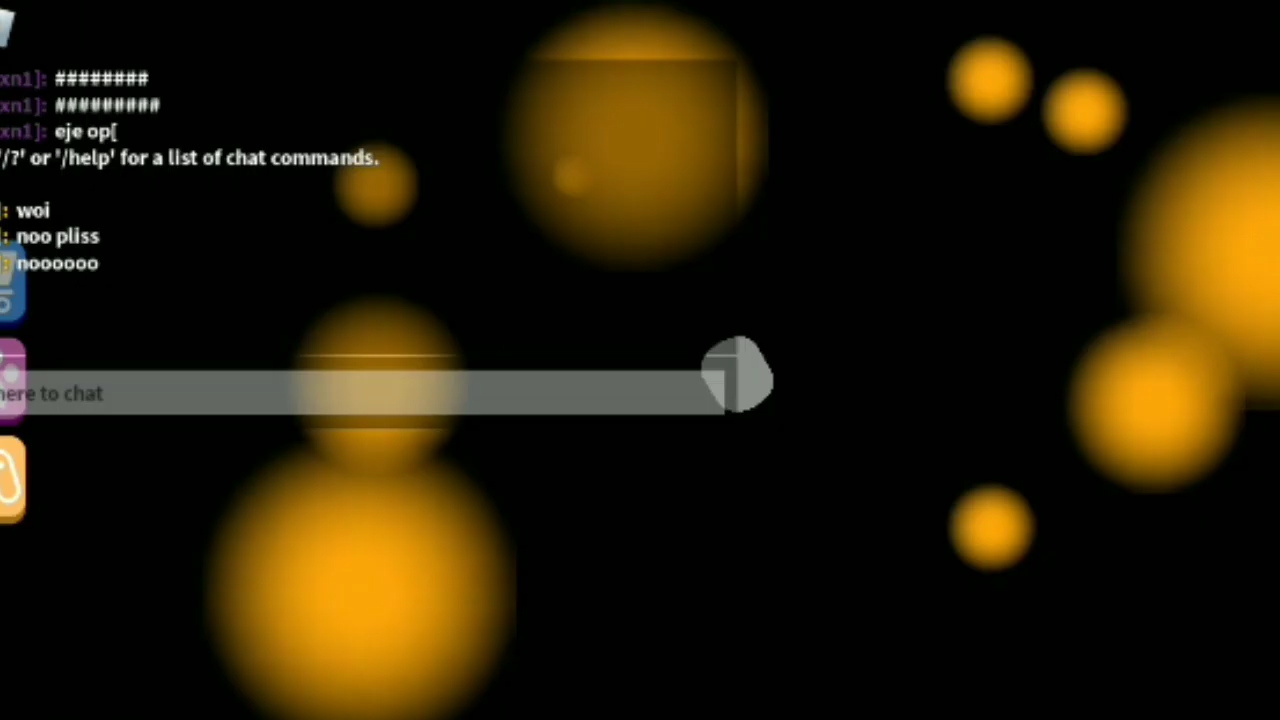 xn1]: ########
xn1]: #########
xn1]: eje op[
'/?' or '/help' for a list of chat commands.
]: woi
]: noo pliss
]: noooooo
here to chat